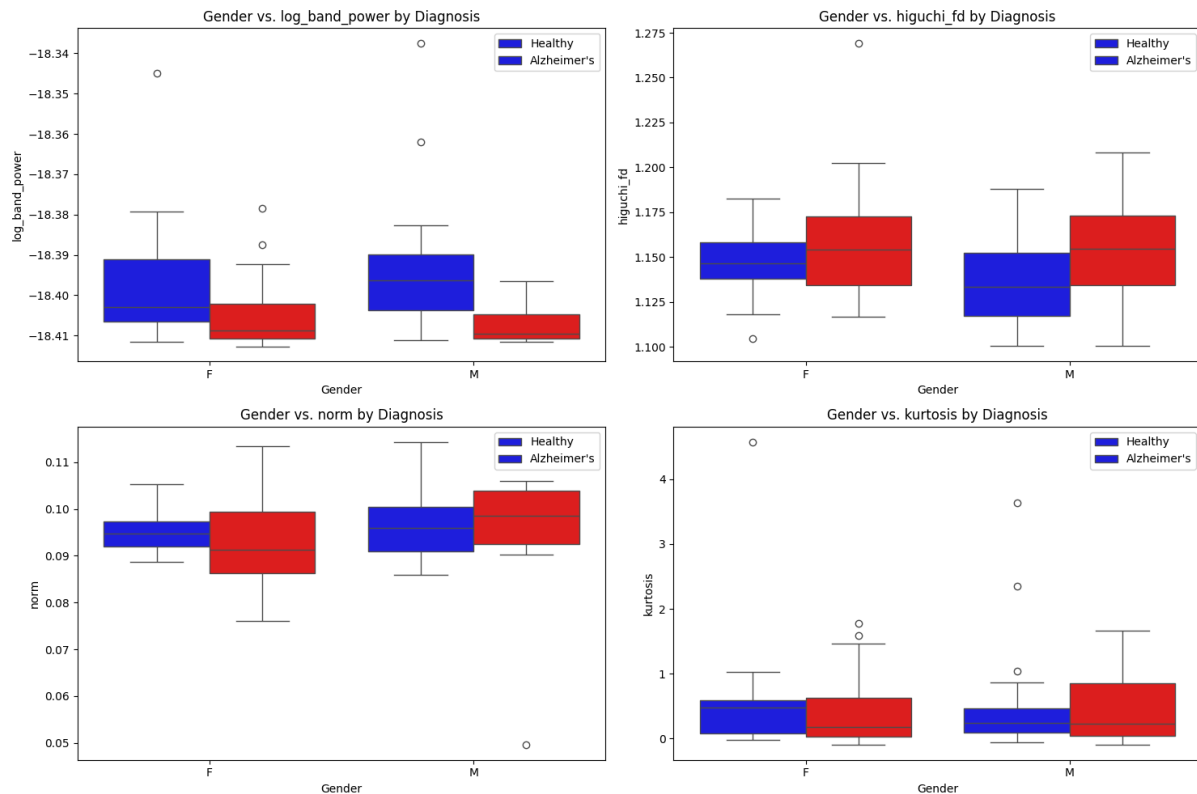 Gender vs. log_band_power by Diagnosis
Healthy
Alzheimer's
−18.34
−18.35
−18.36
−18.37
−18.38
−18.39
−18.40
−18.41
log_band_power
F
M
Gender
Gender vs. higuchi_fd by Diagnosis
Healthy
Alzheimer's
1.275
1.250
1.225
1.200
1.175
1.150
1.125
1.100
higuchi_fd
F
M
Gender
Gender vs. norm by Diagnosis
Healthy
Alzheimer's
0.11
0.10
0.09
0.08
0.07
0.06
0.05
norm
F
M
Gender
Gender vs. kurtosis by Diagnosis
Healthy
Alzheimer's
4
3
2
1
0
kurtosis
F
M
Gender